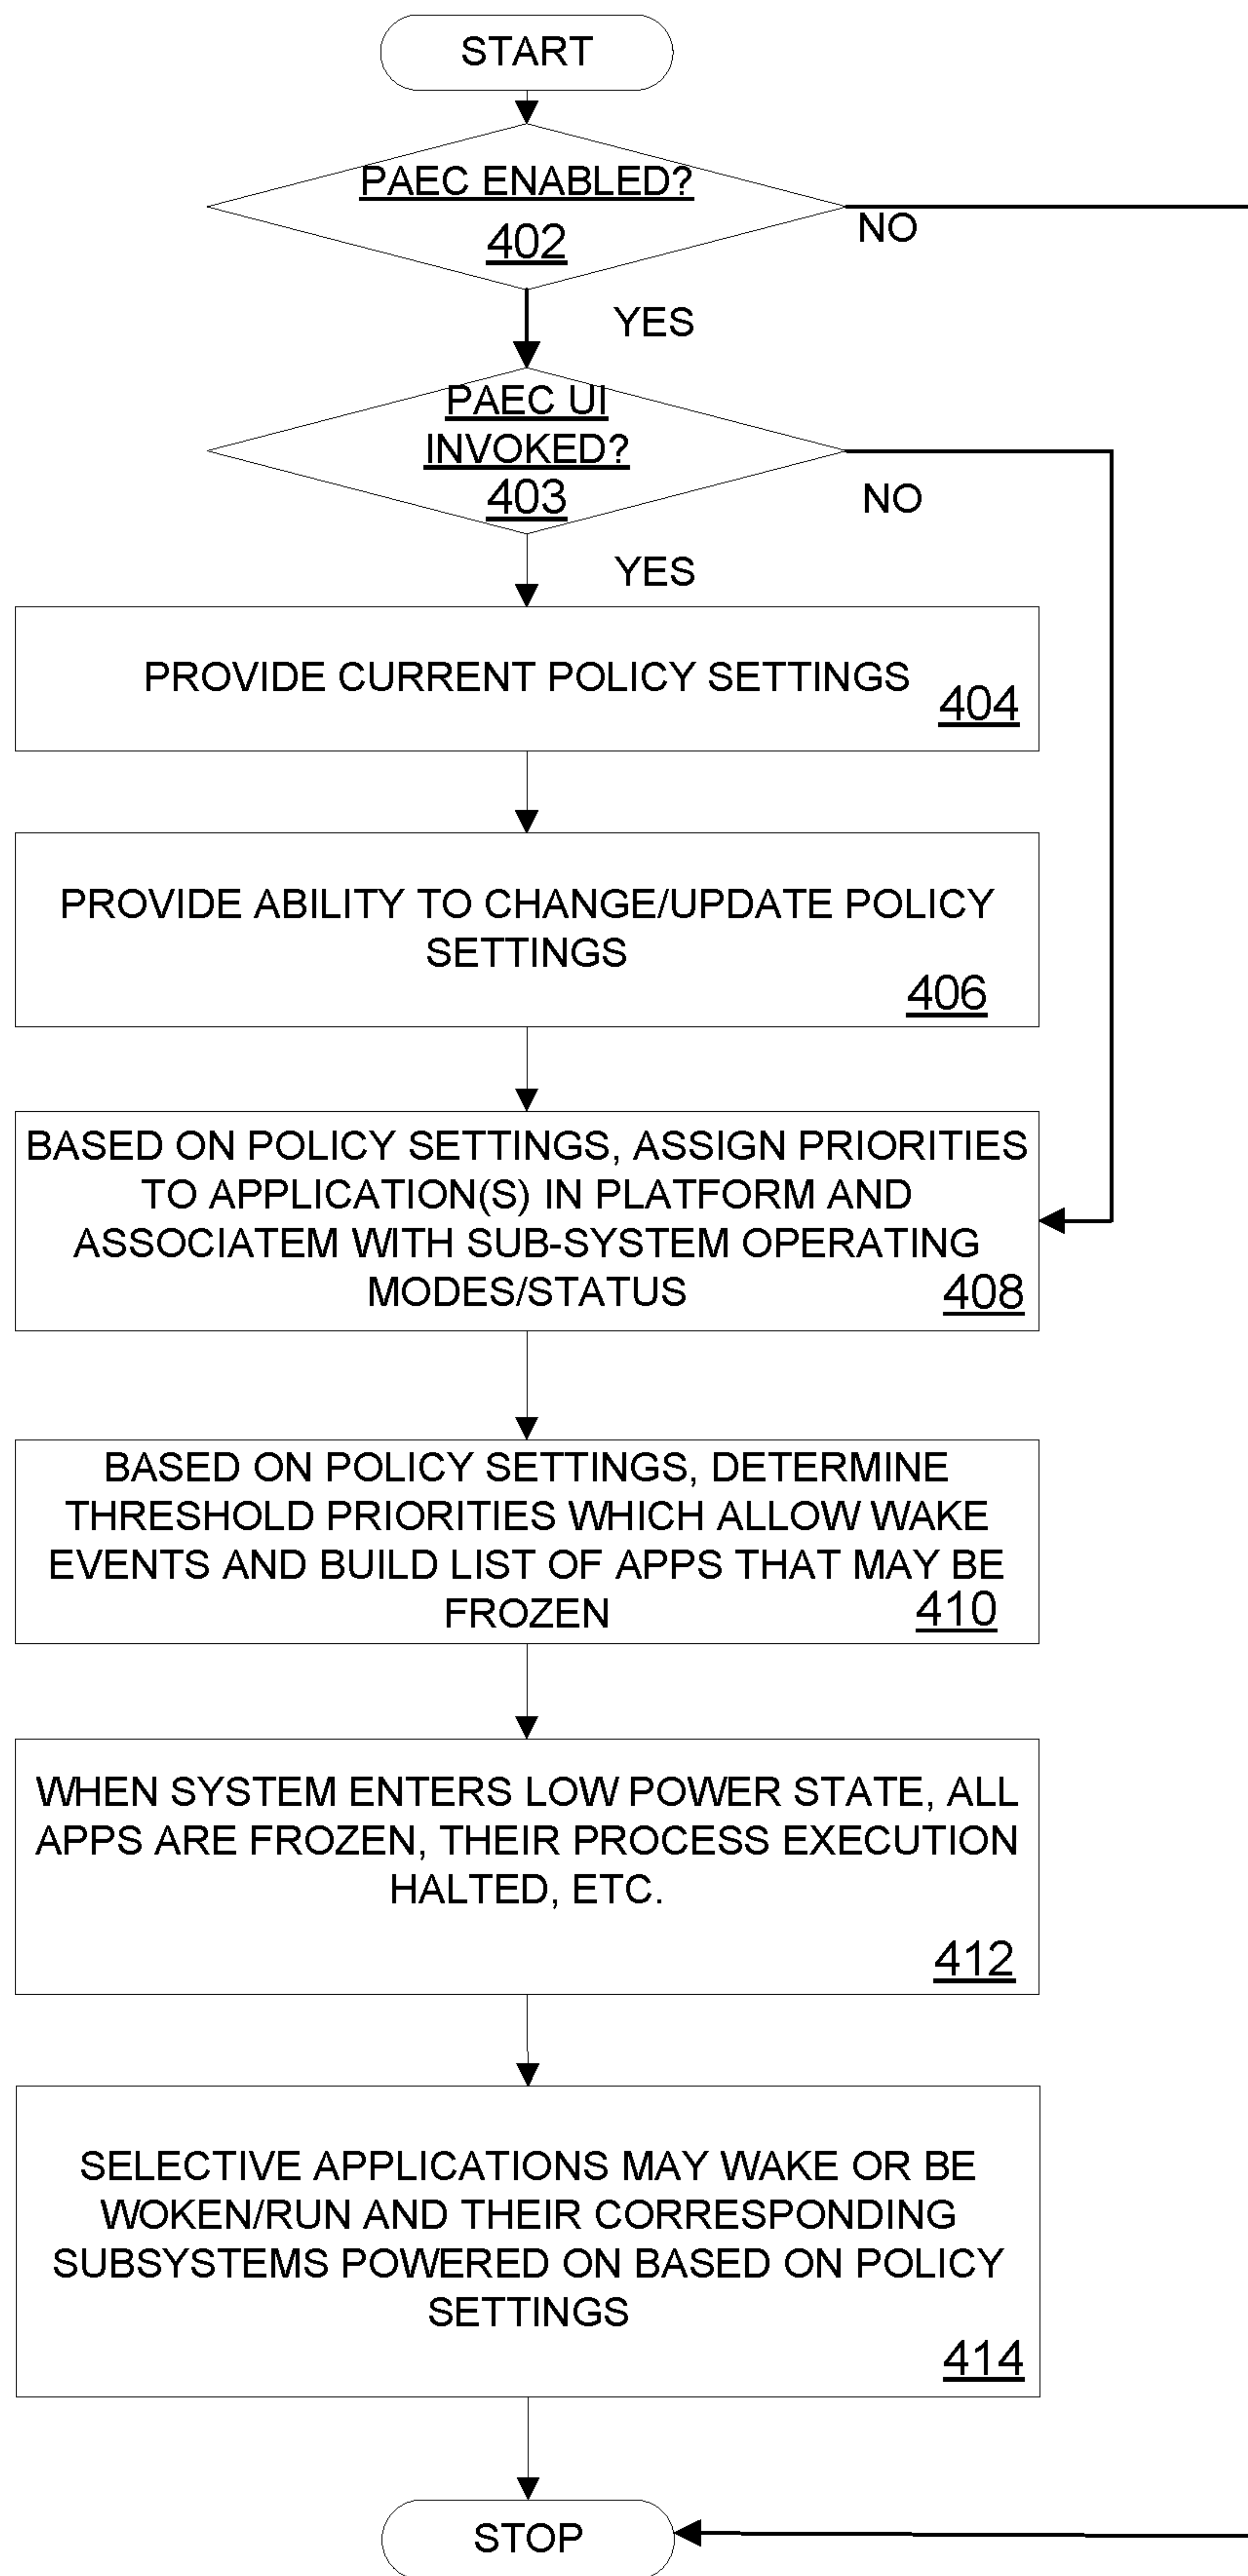 START
PAEC ENABLED?
402
NO
YES
PAEC UI
INVOKED?
403
NO
YES
PROVIDE CURRENT POLICY SETTINGS
404
PROVIDE ABILITY TO CHANGE/UPDATE POLICY
SETTINGS
406
BASED ON POLICY SETTINGS, ASSIGN PRIORITIES
TO APPLICATION(S) IN PLATFORM AND
ASSOCIATEM WITH SUB-SYSTEM OPERATING
MODES/STATUS
408
BASED ON POLICY SETTINGS, DETERMINE
THRESHOLD PRIORITIES WHICH ALLOW WAKE
EVENTS AND BUILD LIST OF APPS THAT MAY BE
FROZEN
410
WHEN SYSTEM ENTERS LOW POWER STATE, ALL
APPS ARE FROZEN, THEIR PROCESS EXECUTION
HALTED, ETC.
412
SELECTIVE APPLICATIONS MAY WAKE OR BE
WOKEN/RUN AND THEIR CORRESPONDING
SUBSYSTEMS POWERED ON BASED ON POLICY
SETTINGS
414
STOP